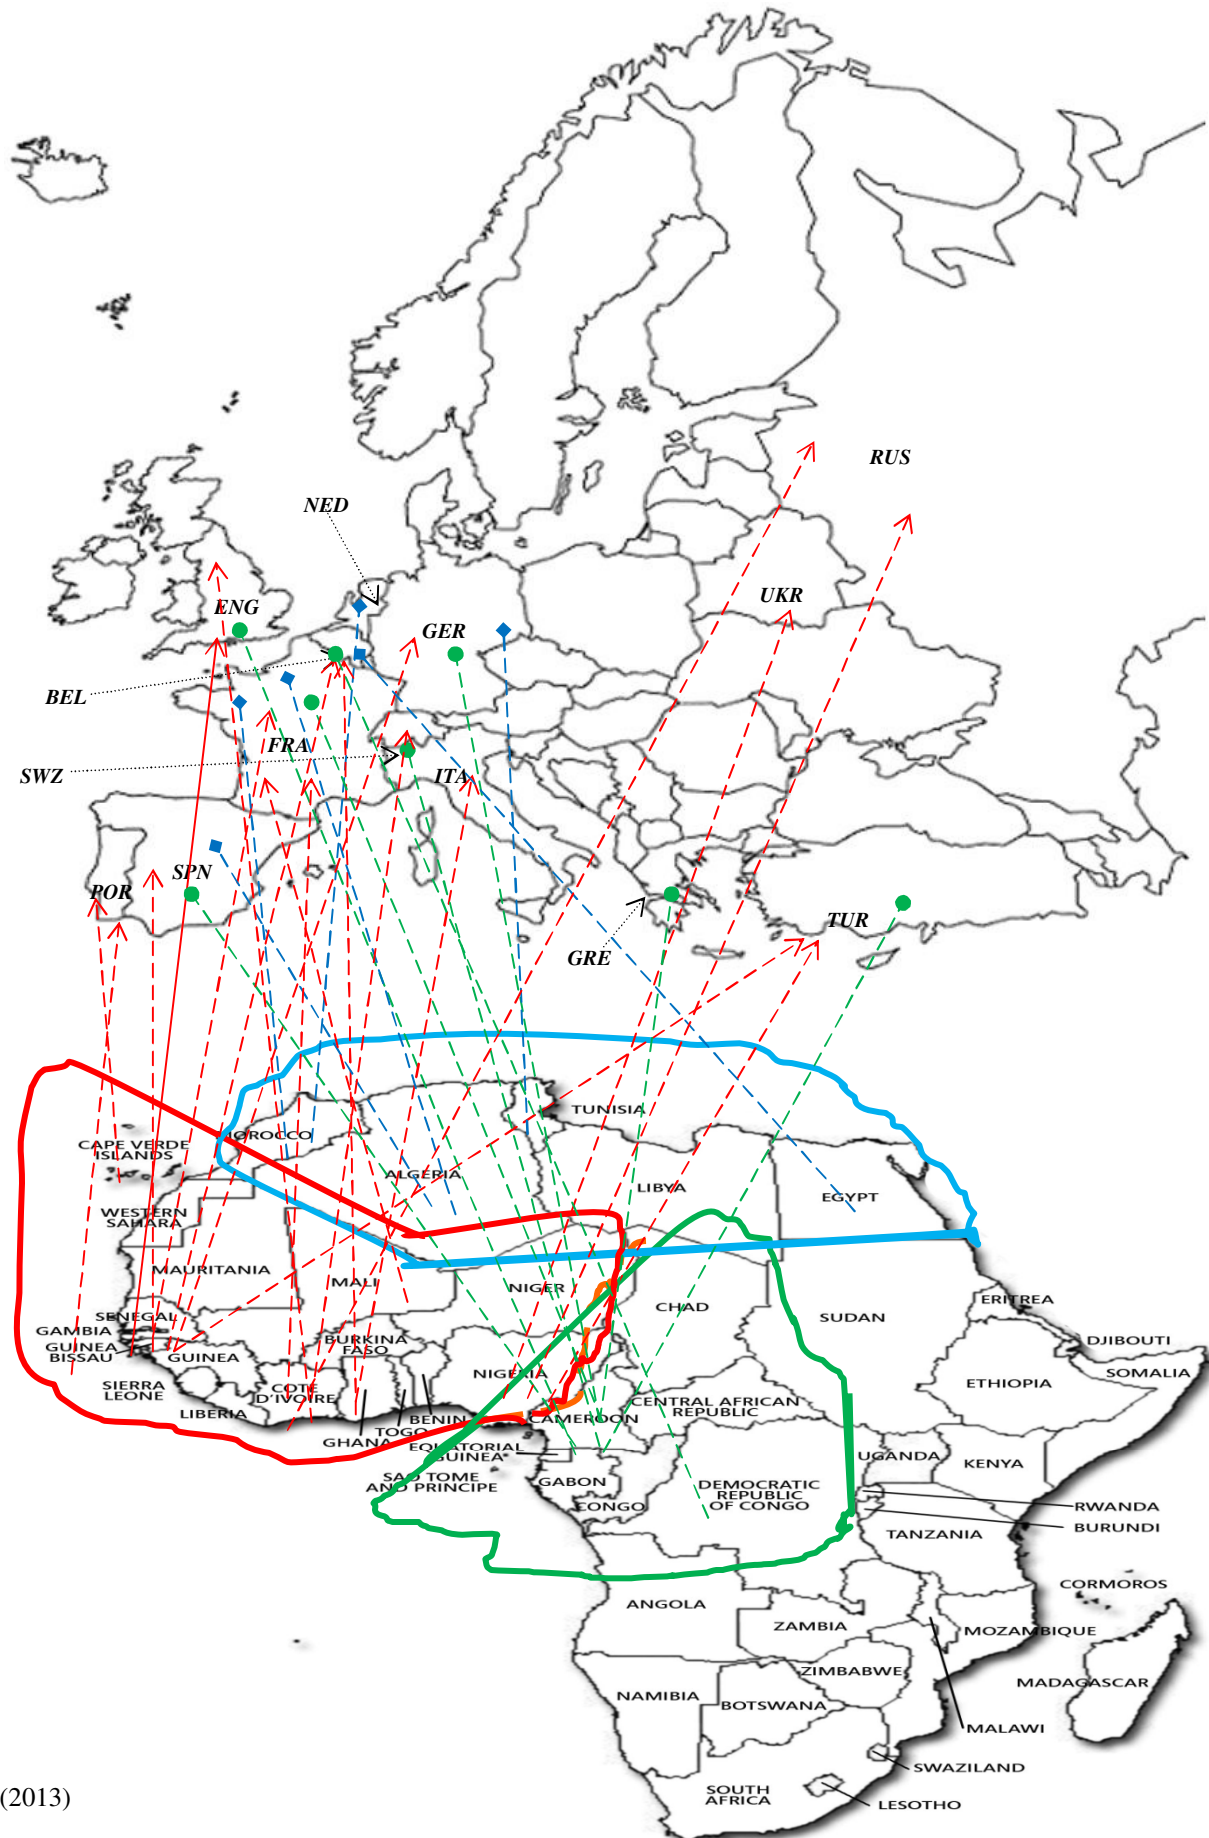 RUS
NED
UKR
ENG
GER
BEL
FRA
SWZ
ITA
SPN
POR
TUR
GRE
TUNISIA
MOROCCO
CAPE VERDE
ISLANDS
ALGERIA
LIBYA
EGYPT
WESTERN
SAHARA
MAURITANIA
MALI
NIGER
CHAD
SUDAN
ERITREA
SENEGAL
GAMBIA
GUINEA
BISSAU
GUINEA
BURKINA
FASO
DJIBOUTI
SOMALIA
ETHIOPIA
NIGERIA
SIERRA
LEONE
COTE
D'IVOIRE
LIBERIA
BENIN
TOGO
GHANA
CAMEROON
CENTRAL AFRICAN
REPUBLIC
EQUATORIAL
GUINEA
UGANDA
KENYA
SAO TOME
AND PRINCIPE
GABON
CONGO
DEMOCRATIC
REPUBLIC
OF CONGO
RWANDA
BURUNDI
TANZANIA
CORMOROS
ANGOLA
ZAMBIA
MOZAMBIQUE
ZIMBABWE
MADAGASCAR
NAMIBIA
BOTSWANA
MALAWI
SWAZILAND
SOUTH
AFRICA
LESOTHO
(2013)